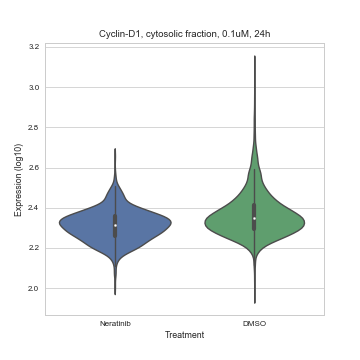 Cyclin-D1, cytosolic fraction, 0.1uM, 24h
Expression (log10)
3.2
3.0
2.8
2.6
2.4
2.2
2.0
Neratinib DMSO
Treatment